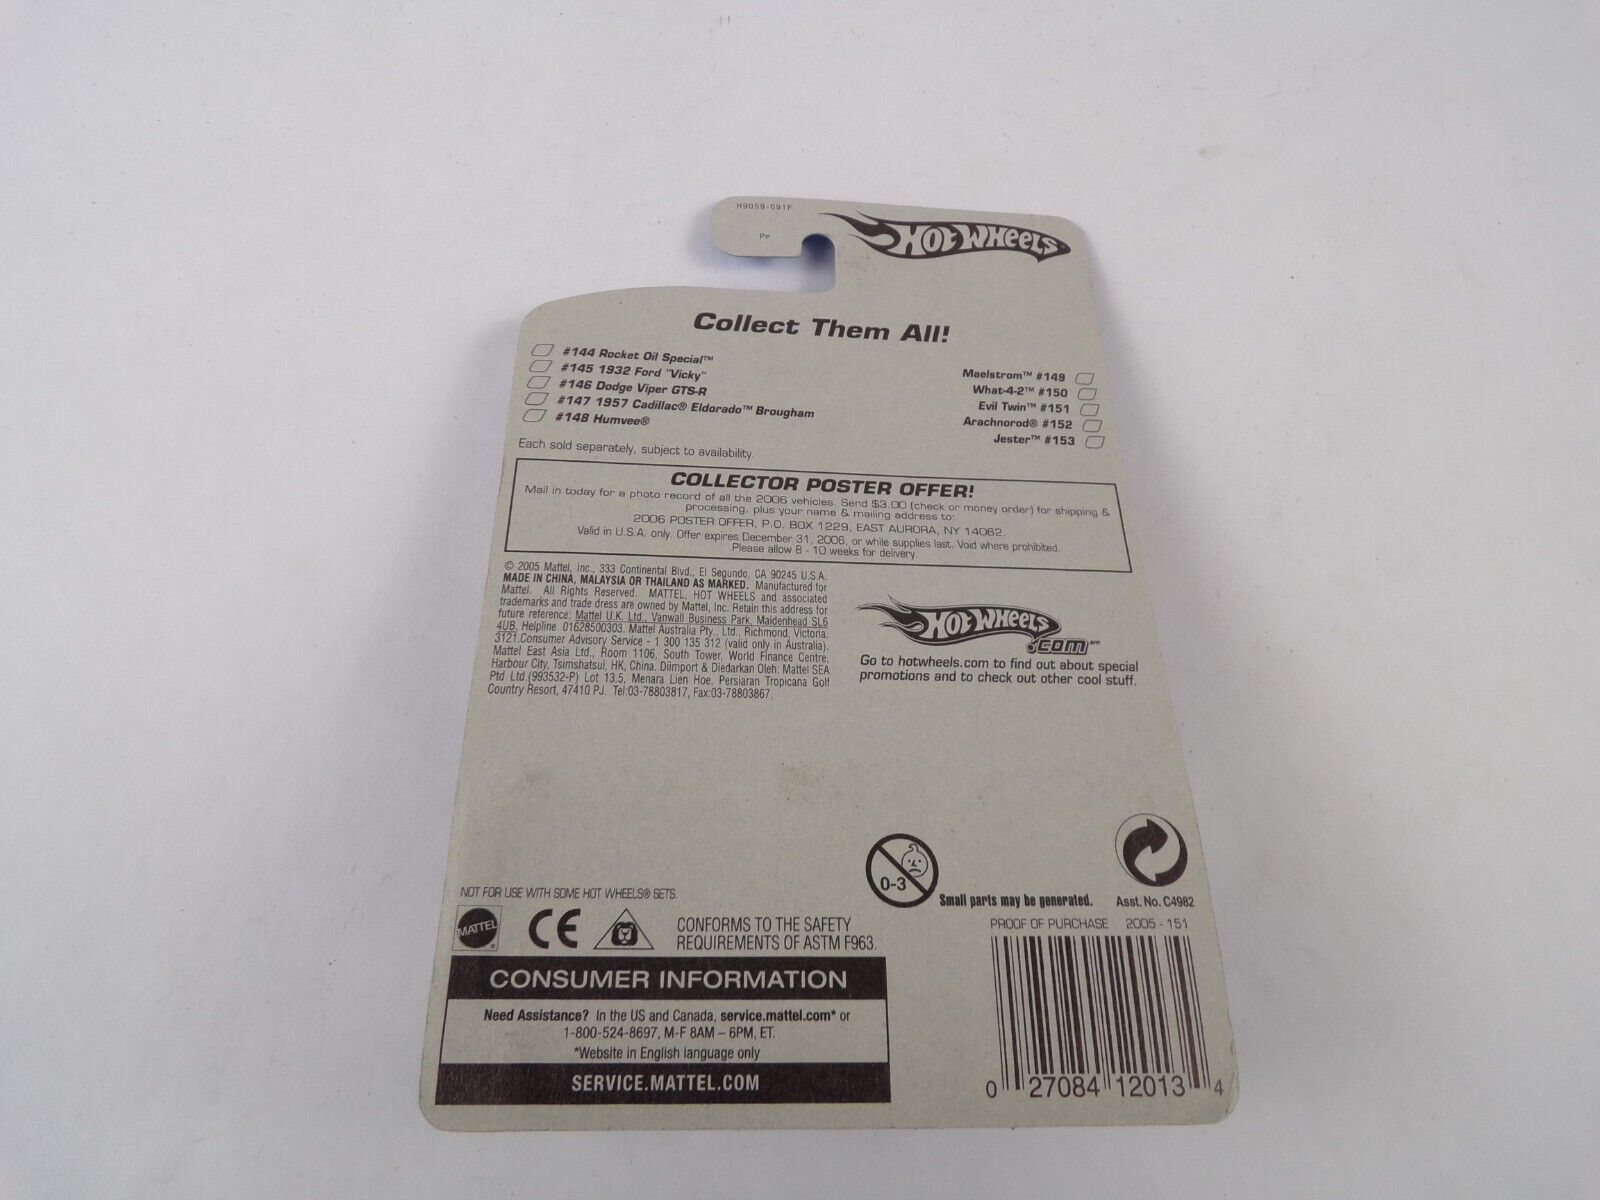 H9059-091F
Pr
HOT WHEELS
Collect Them All!
#144 Rocket Oil Special™
#145 1932 Ford "Vicky"
#146 Dodge Viper GTS-R
#147 1957 Cadillac® Eldorado™ Brougham
#148 Humvee®
Maelstrom™ #149
What-4-2™ #150
Evil Twin™ #151
Arachnorod® #152
Jester™ #153
Each sold separately, subject to availability.
COLLECTOR POSTER OFFER!
Mail in today for a photo record of all the 2006 vehicles. Send $3.00 (check or money order) for shipping &
processing, plus your name & mailing address to:
2006 POSTER OFFER, P.O. BOX 1229, EAST AURORA, NY 14062.
Valid in U.S.A. only. Offer expires December 31, 2006, or while supplies last. Void where prohibited.
Please allow 8 - 10 weeks for delivery.
© 2005 Mattel, Inc., 333 Continental Blvd., El Segundo, CA 90245 U.S.A.
MADE IN CHINA, MALAYSIA OR THAILAND AS MARKED. Manufactured for
Mattel. All Rights Reserved. MATTEL, HOT WHEELS and associated
trademarks and trade dress are owned by Mattel, Inc. Retain this address for
future reference: Mattel U.K. Ltd., Vanwall Business Park, Maidenhead SL6
4UB. Helpline 01628500303. Mattel Australia Pty., Ltd., Richmond, Victoria.
3121.Consumer Advisory Service - 1 300 135 312 (valid only in Australia).
Mattel East Asia Ltd., Room 1106, South Tower, World Finance Centre,
Harbour City, Tsimshatsui, HK, China. Diimport & Diedarkan Oleh: Mattel SEA
Ptd Ltd.(993532-P) Lot 13.5, Menara Lien Hoe, Persiaran Tropicana Golf
Country Resort, 47410 PJ. Tel:03-78803817, Fax:03-78803867.
HOT WHEELS
.com℠
Go to hotwheels.com to find out about special
promotions and to check out other cool stuff.
0-3
Small parts may be generated.
Asst. No. C4982
NOT FOR USE WITH SOME HOT WHEELS® SETS.
MATTEL®
CE
CONFORMS TO THE SAFETY
REQUIREMENTS OF ASTM F963.
PROOF OF PURCHASE 2005 - 151
CONSUMER INFORMATION
Need Assistance? In the US and Canada, service.mattel.com* or
1-800-524-8697, M-F 8AM – 6PM, ET.
*Website in English language only
SERVICE.MATTEL.COM
0 27084 12013 4